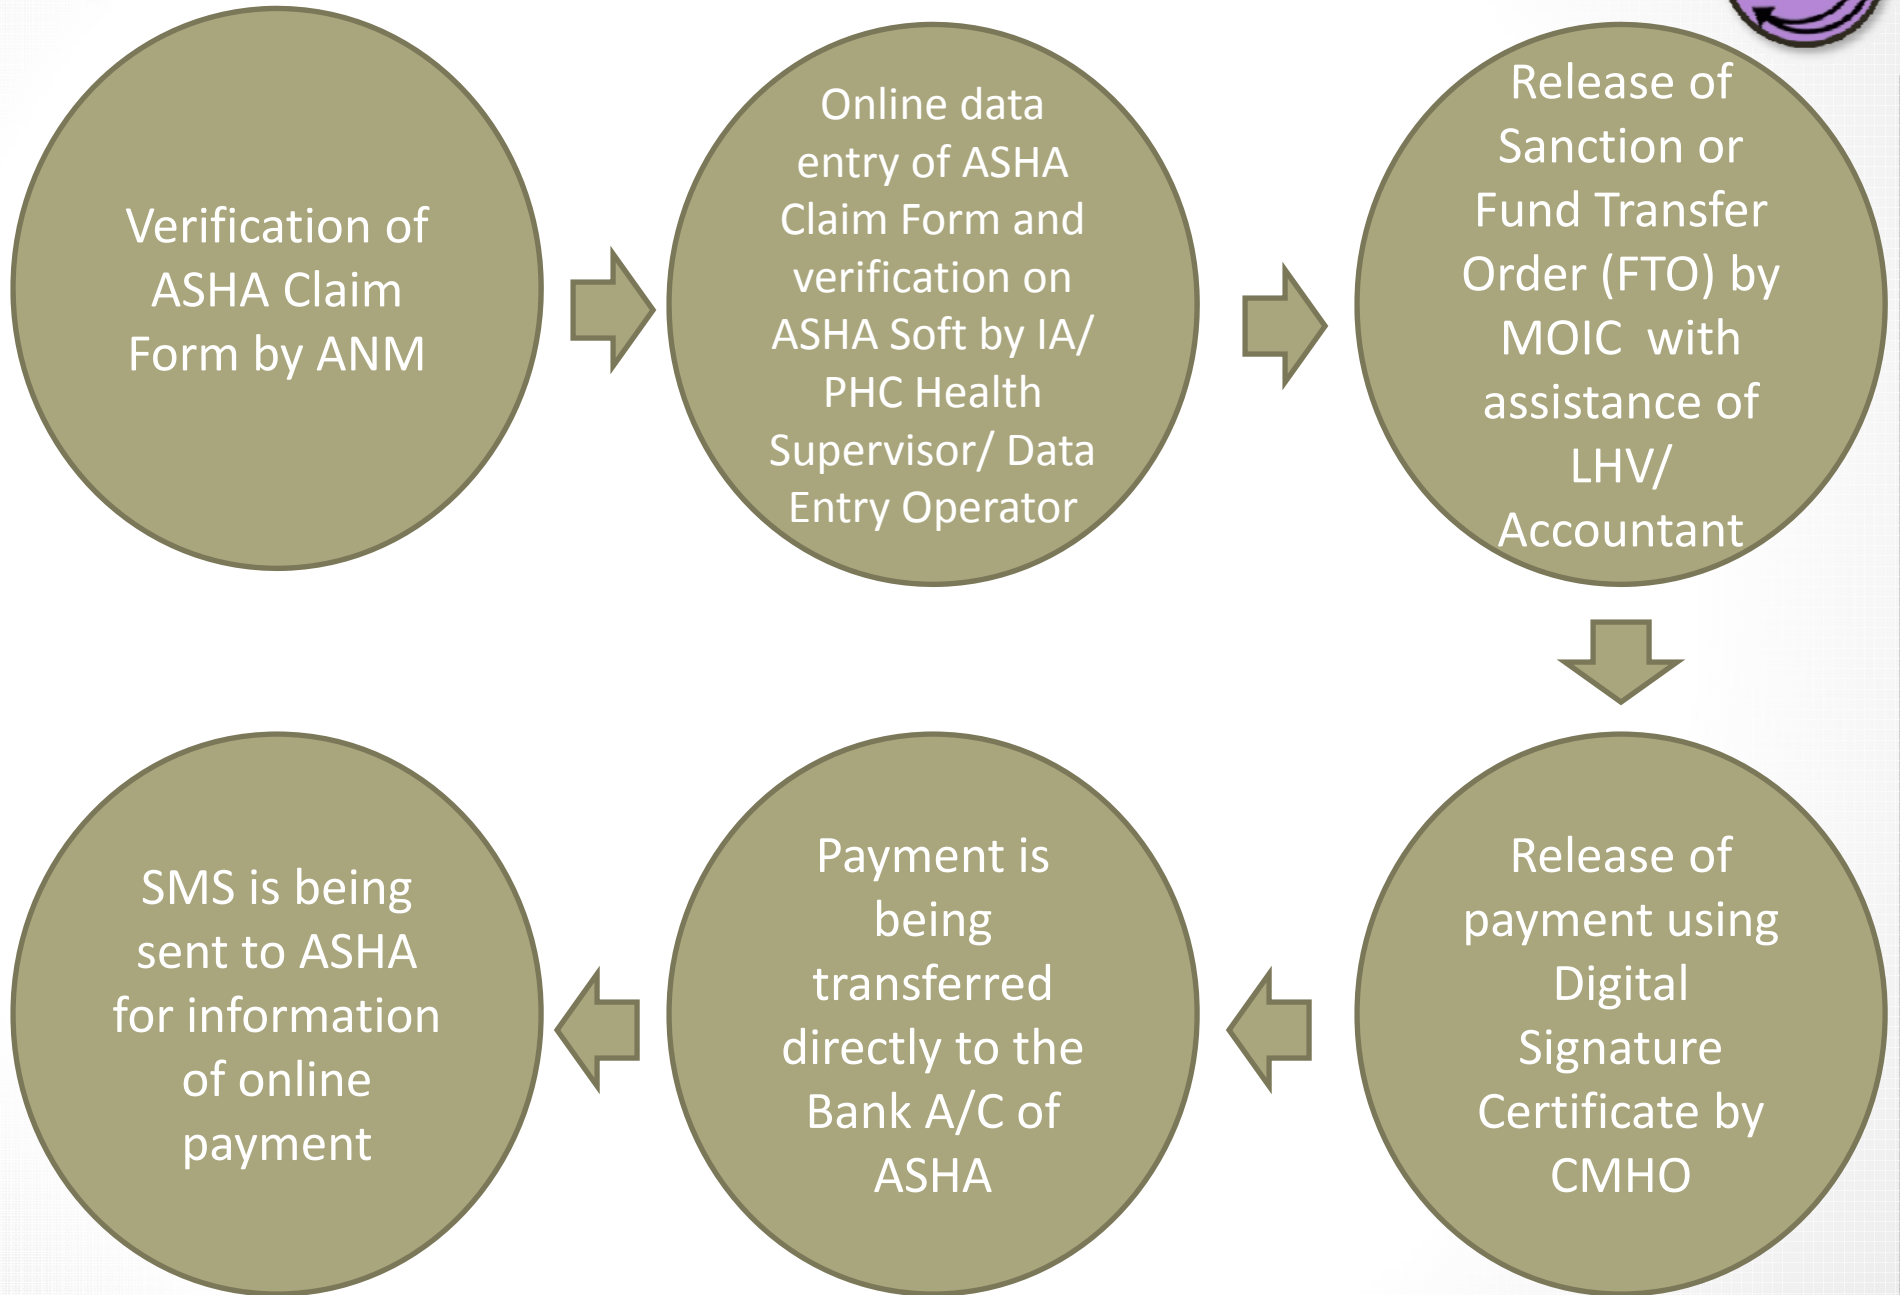 Verification of
ASHA Claim
Form by ANM
Online data
entry of ASHA
Claim Form and
verification on
ASHA Soft by IA/
PHC Health
Supervisor/ Data
Entry Operator
Release of
Sanction or
Fund Transfer
Order (FTO) by
MOIC  with
assistance of
LHV/
Accountant
Release of
payment using
Digital
Signature
Certificate by
CMHO
Payment is
being
transferred
directly to the
Bank A/C of
ASHA
SMS is being
sent to ASHA
for information
of online
payment